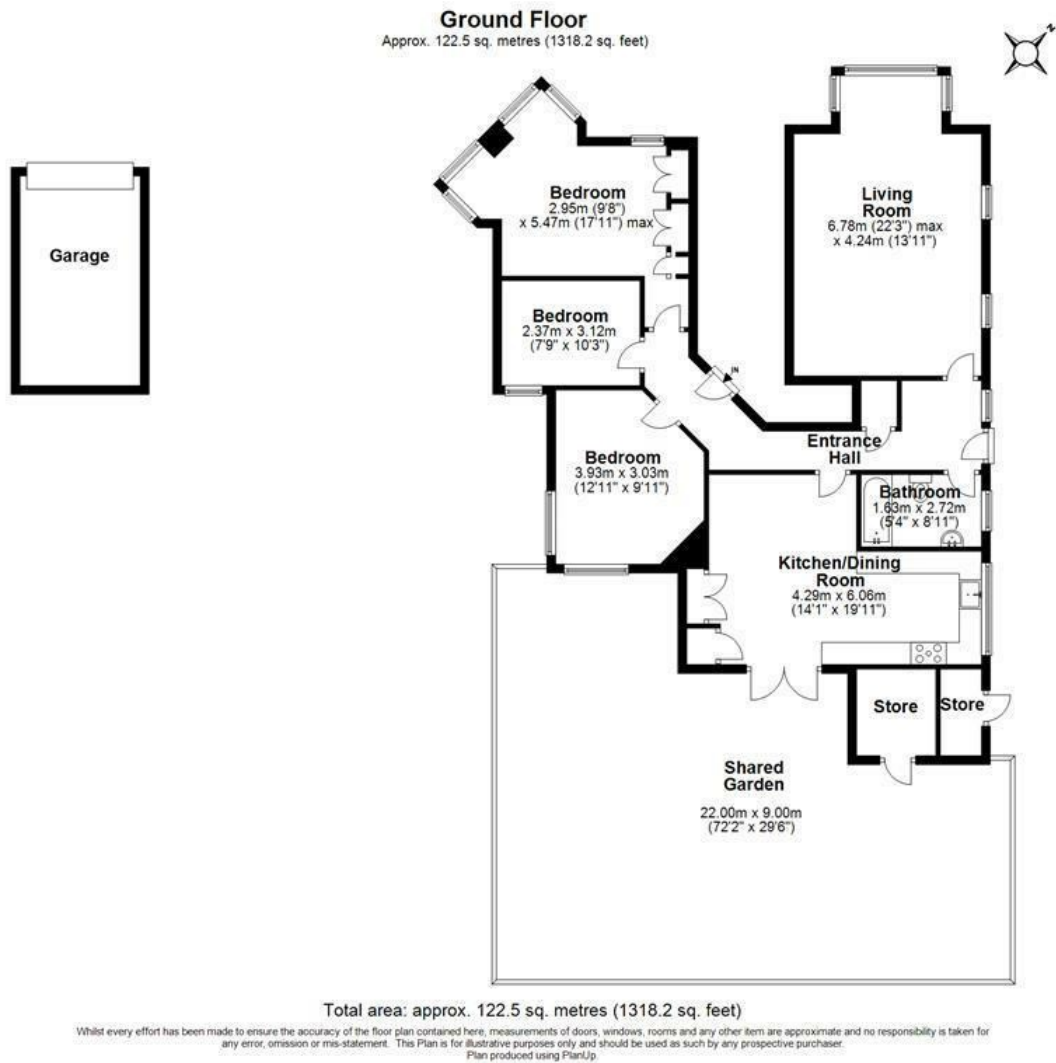 Ground Floor
Approx. 122.5 sq. metres (1318.2 sq. feet)
N
Garage
Bedroom
2.95m (9'8")
x 5.47m (17'11") max
Living
Room
6.78m (22'3") max
x 4.24m (13'11")
Bedroom
2.37m x 3.12m
(7'9" x 10'3")
IN
Entrance
Hall
Bedroom
3.93m x 3.03m
(12'11" x 9'11")
Bathroom
1.63m x 2.72m
(5'4" x 8'11")
Kitchen/Dining
Room
4.29m x 6.06m
(14'1" x 19'11")
Store
Store
Shared
Garden
22.00m x 9.00m
(72'2" x 29'6")
Total area: approx. 122.5 sq. metres (1318.2 sq. feet)
Whilst every effort has been made to ensure the accuracy of the floor plan contained here, measurements of doors, windows, rooms and any other item are approximate and no responsibility is taken for
any error, omission or mis-statement. This Plan is for illustrative purposes only and should be used as such by any prospective purchaser.
Plan produced using PlanUp.